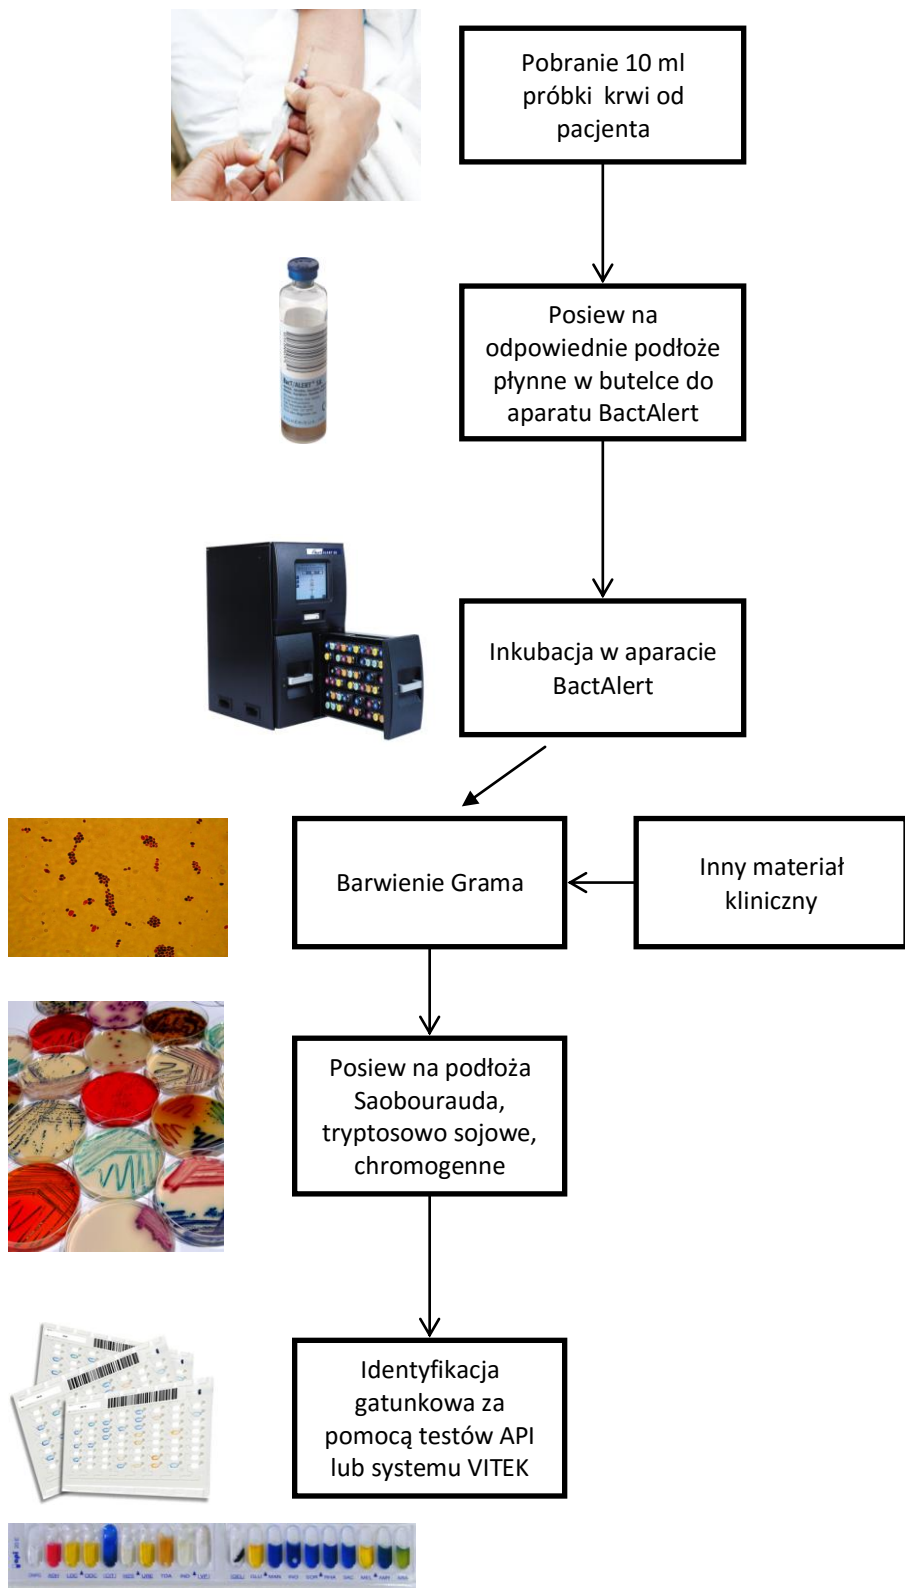 Pobranie 10 ml
próbki krwi od
pacjenta
Posiew na
odpowiednie podłoże
płynne w butelce do
aparatu BactAlert
Inkubacja w aparacie
BactAlert
Barwienie Grama
Inny materiał
kliniczny
Posiew na podłoża
Saobourauda,
tryptosowo sojowe,
chromogenne
Identyfikacja
gatunkowa za
pomocą testów API
lub systemu VITEK